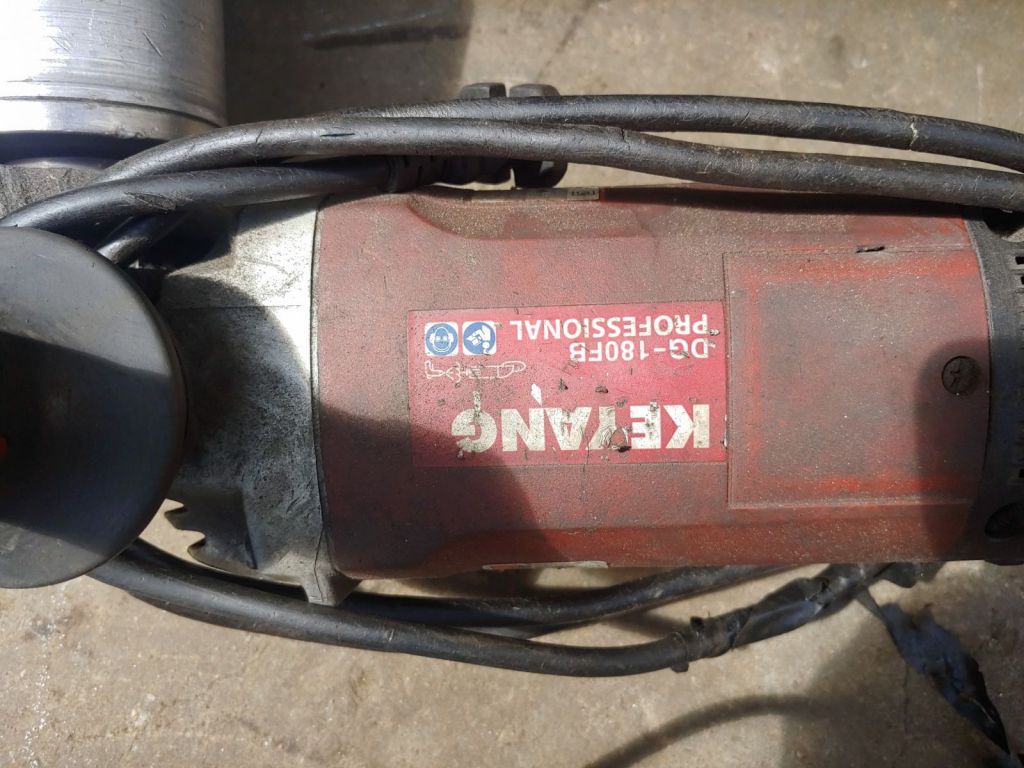 KEYANG
DG-180FB
PROFESSIONAL